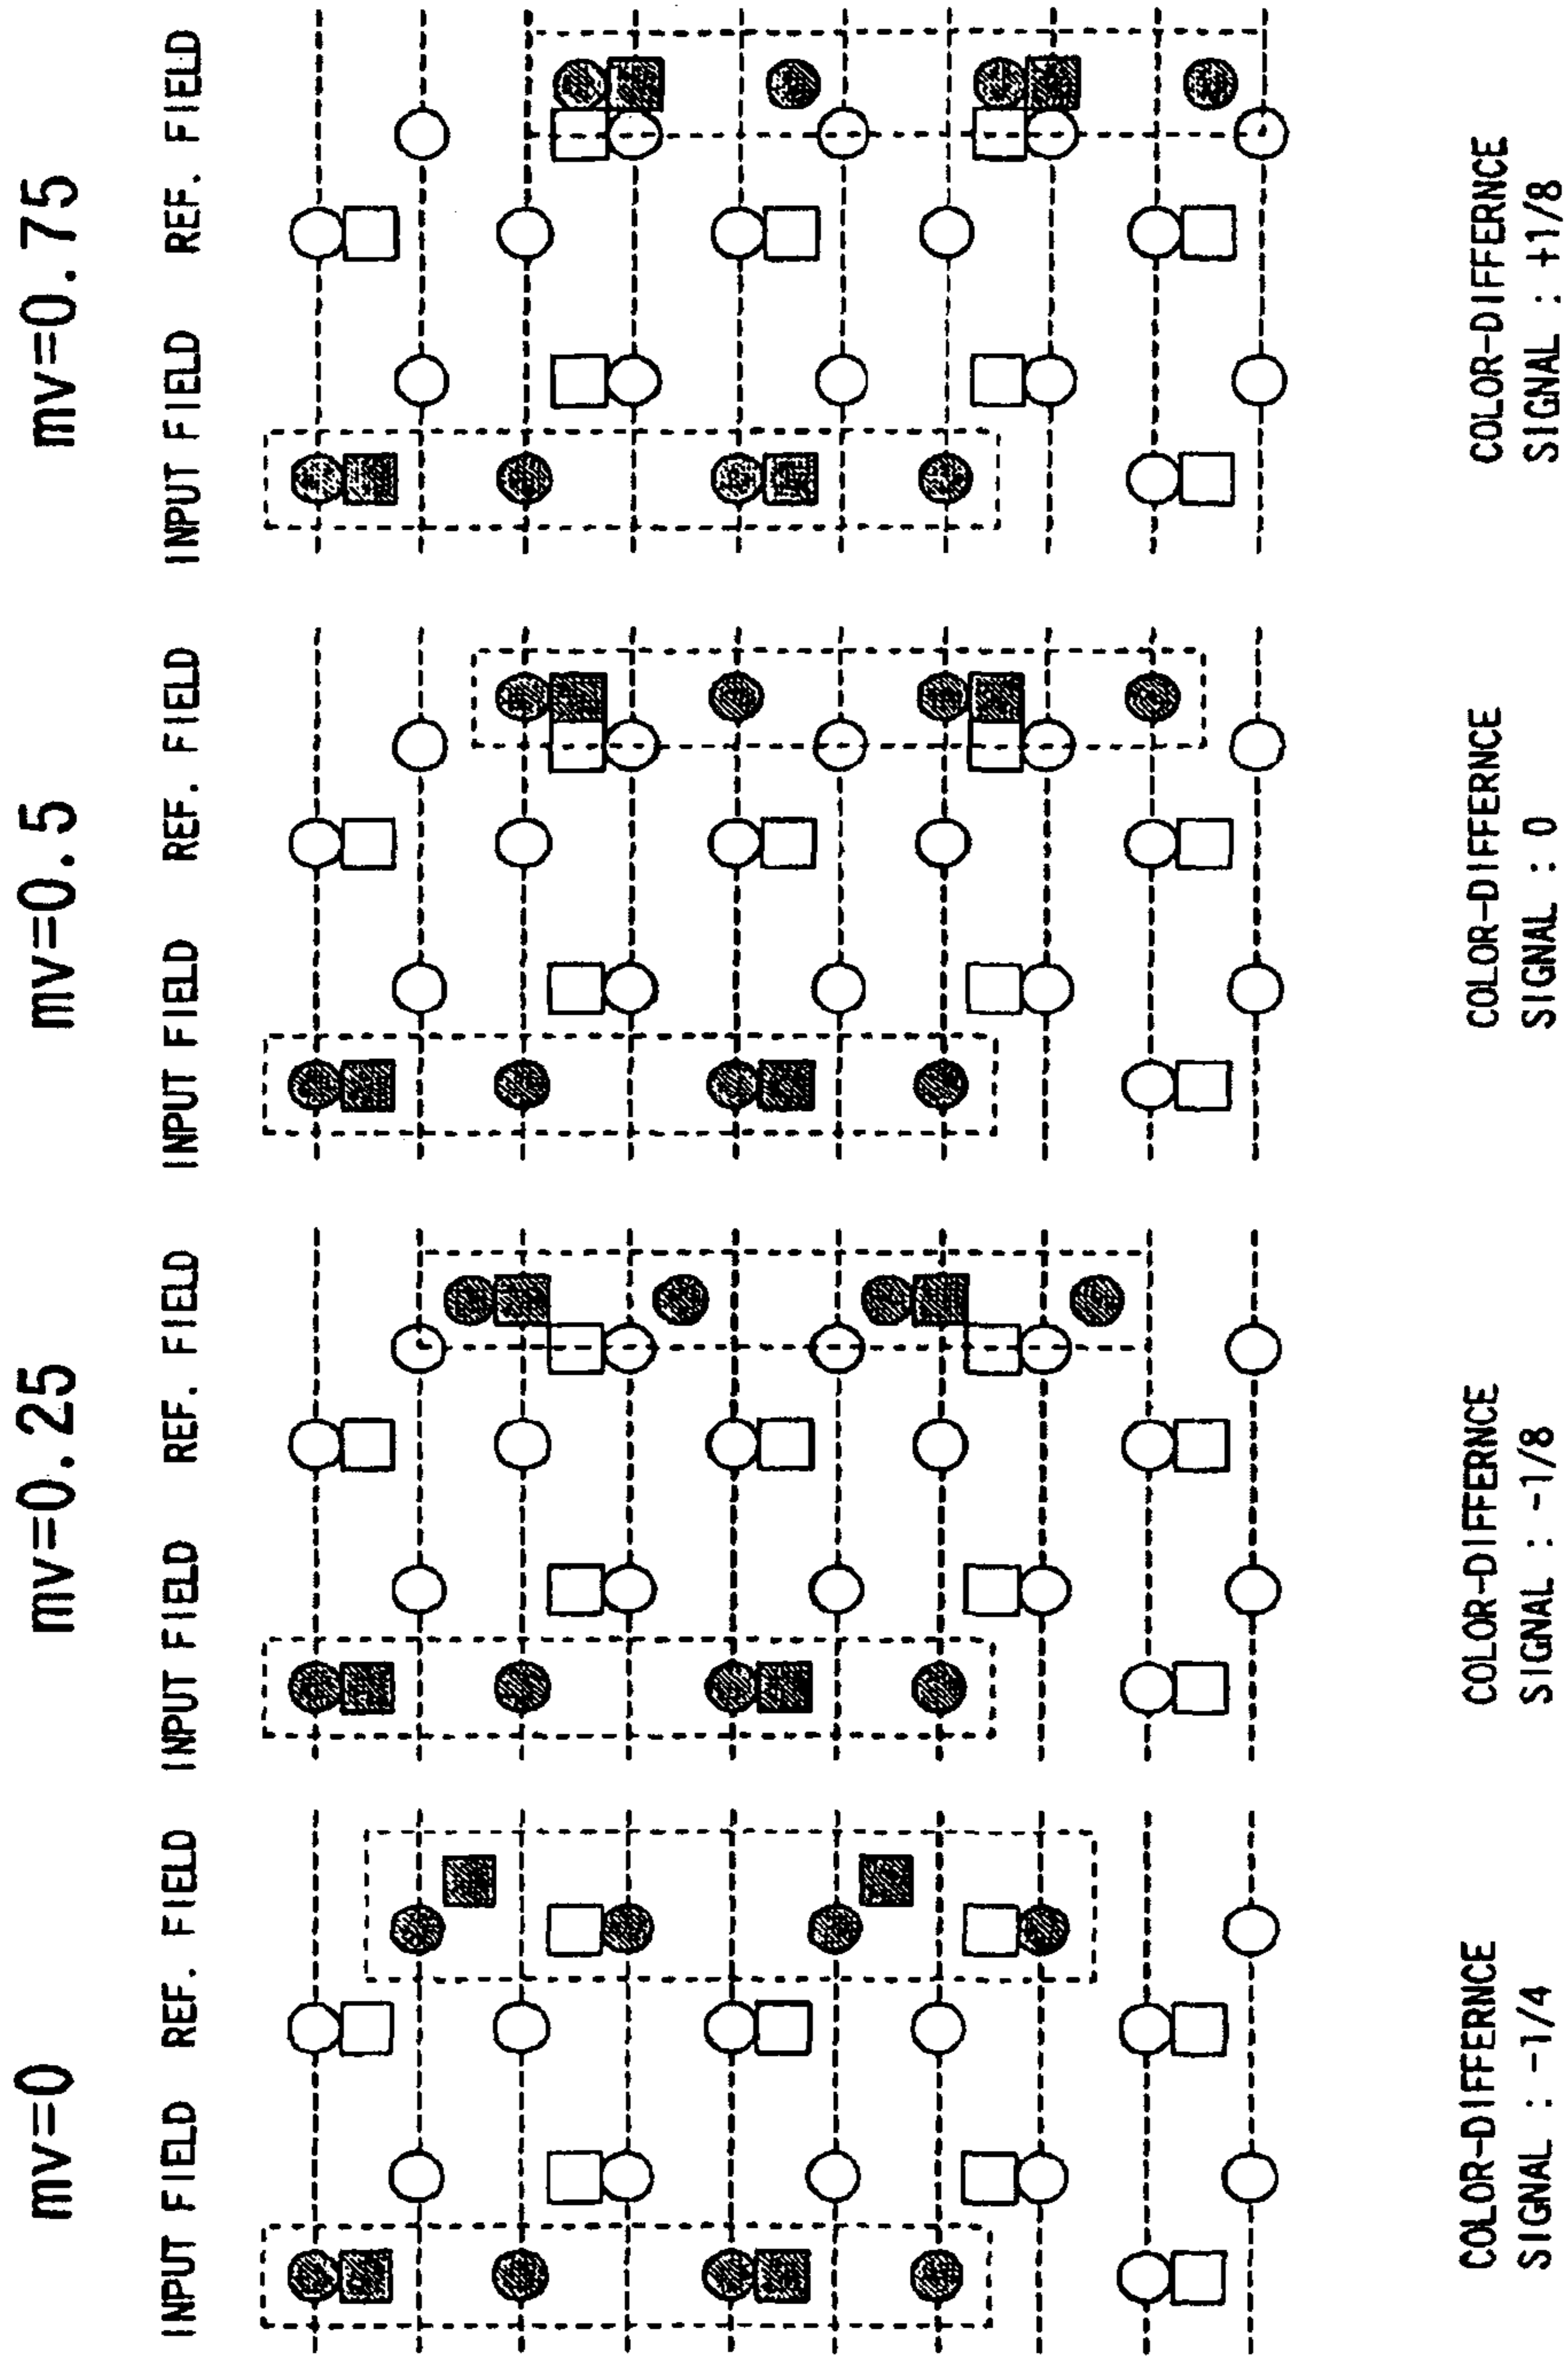 mv=0
INPUT FIELD REF. FIELD
COLOR-DIFFERNCE
SIGNAL : -1/4
mv=0.25
INPUT FIELD REF. FIELD
COLOR-DIFFERNCE
SIGNAL : -1/8
mv=0.5
INPUT FIELD REF. FIELD
COLOR-DIFFERNCE
SIGNAL : 0
mv=0.75
INPUT FIELD REF. FIELD
COLOR-DIFFERNCE
SIGNAL : +1/8